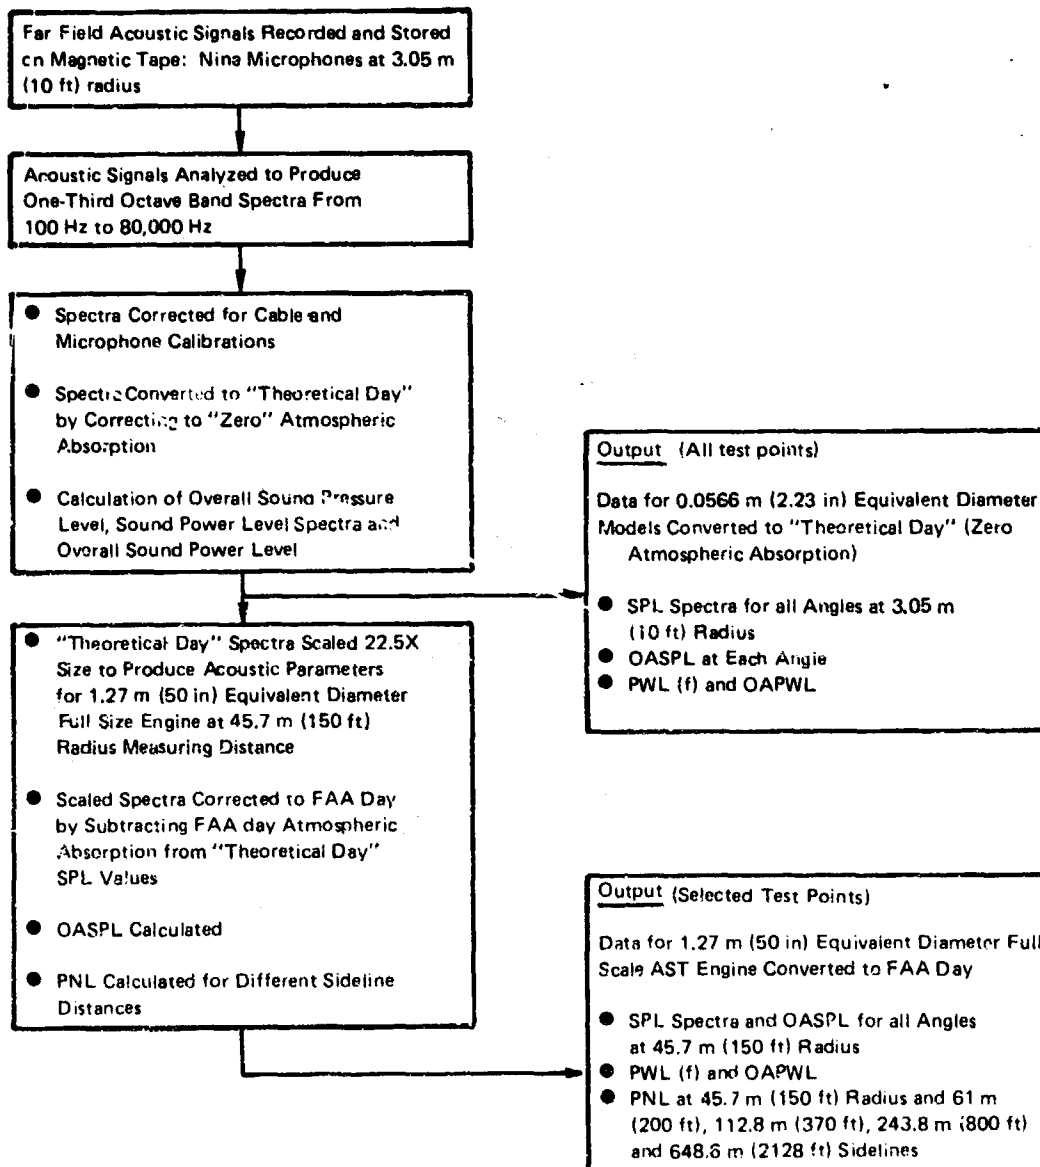 Far Field Acoustic Signals Recorded and Stored
on Magnetic Tape: Nina Microphones at 3.05 m
(10 ft) radius
Acoustic Signals Analyzed to Produce
One-Third Octave Band Spectra From
100 Hz to 80,000 Hz
● Spectra Corrected for Cable and
Microphone Calibrations
● Spectra Converted to "Theoretical Day"
by Correcting to "Zero" Atmospheric
Absorption
● Calculation of Overall Sound Pressure
Level, Sound Power Level Spectra and
Overall Sound Power Level
Output (All test points)
Data for 0.0566 m (2.23 in) Equivalent Diameter
Models Converted to "Theoretical Day" (Zero
Atmospheric Absorption)
● SPL Spectra for all Angles at 3.05 m
(10 ft) Radius
● OASPL at Each Angle
● PWL (f) and OAPWL
● "Theoretical Day" Spectra Scaled 22.5X
Size to Produce Acoustic Parameters
for 1.27 m (50 in) Equivalent Diameter
Full Size Engine at 45.7 m (150 ft)
Radius Measuring Distance
● Scaled Spectra Corrected to FAA Day
by Subtracting FAA day Atmospheric
Absorption from "Theoretical Day"
SPL Values
● OASPL Calculated
● PNL Calculated for Different Sideline
Distances
Output (Selected Test Points)
Data for 1.27 m (50 in) Equivalent Diameter Full
Scale AST Engine Converted to FAA Day
● SPL Spectra and OASPL for all Angles
at 45.7 m (150 ft) Radius
● PWL (f) and OAPWL
● PNL at 45.7 m (150 ft) Radius and 61 m
(200 ft), 112.8 m (370 ft), 243.8 m (800 ft)
and 648.6 m (2128 ft) Sidelines